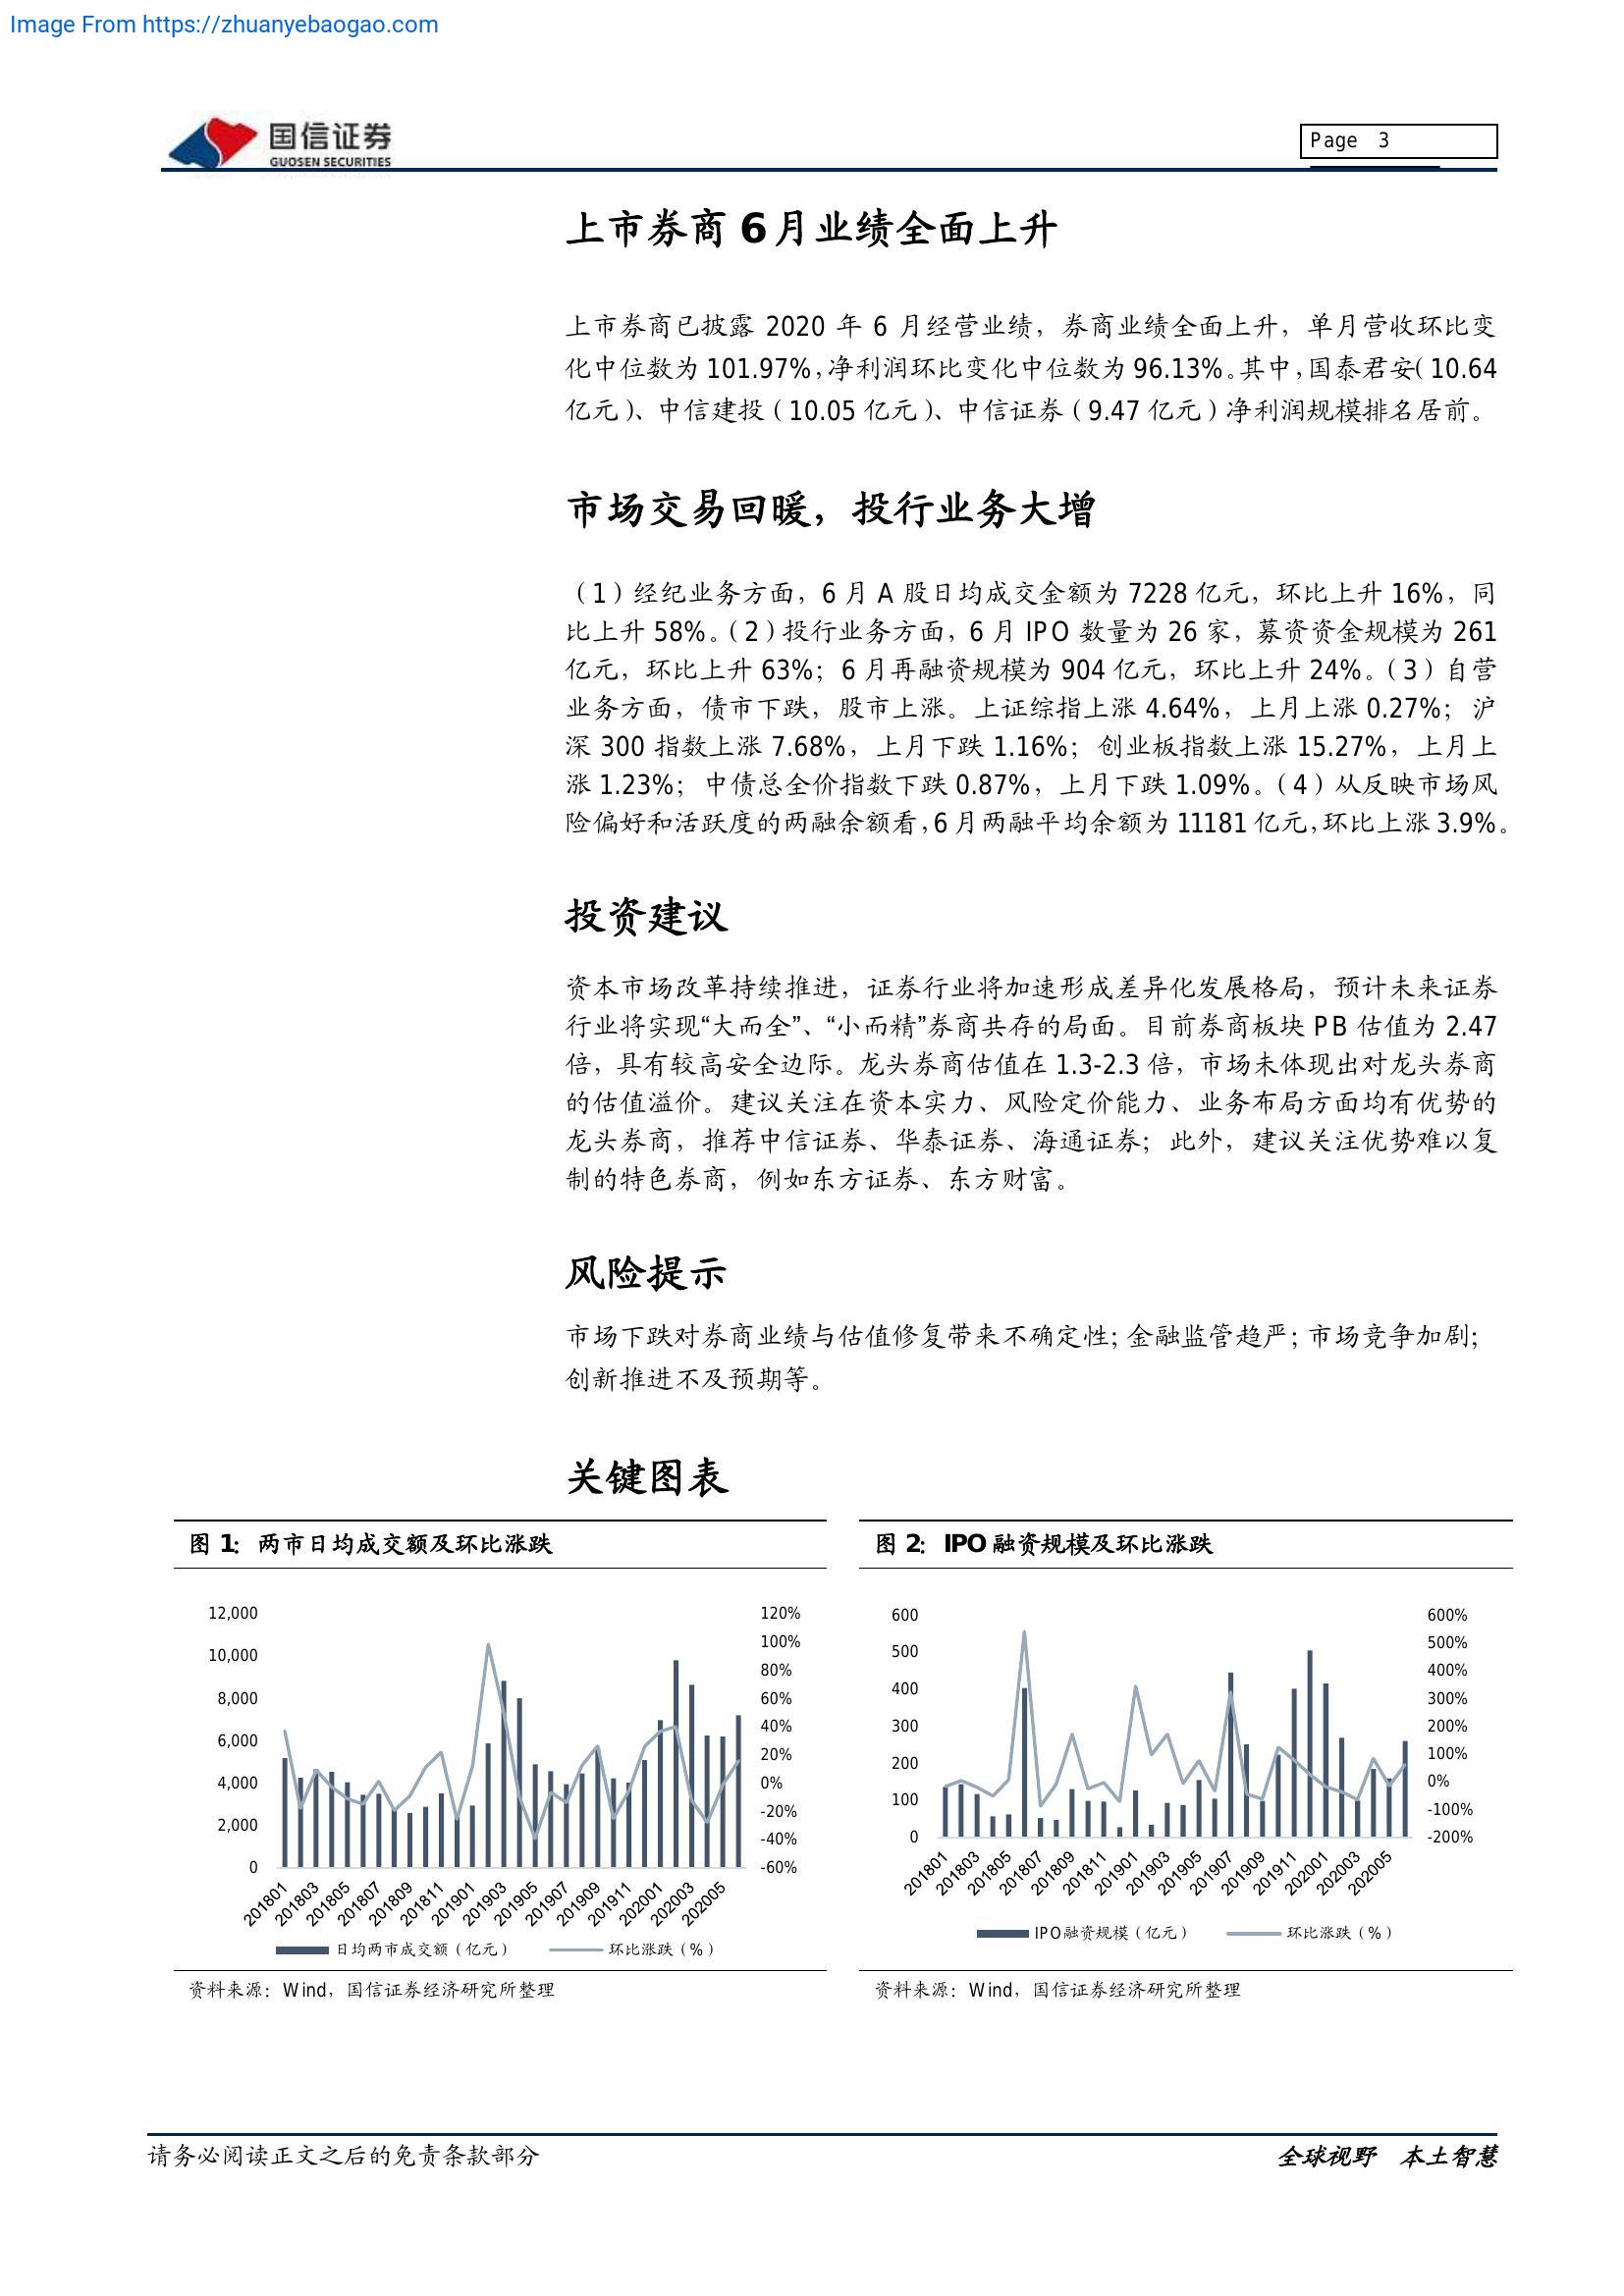 Image From https://zhuanyebaogao.com
国信证券
GUOSEN SECURITIES
Page 3
上市券商 6 月业绩全面上升
上市券商已披露 2020 年 6 月经营业绩，券商业绩全面上升，单月营收环比变
化中位数为 101.97%，净利润环比变化中位数为 96.13%。其中，国泰君安（10.64
亿元）、中信建投（10.05 亿元）、中信证券（9.47 亿元）净利润规模排名居前。
市场交易回暖，投行业务大增
（1）经纪业务方面，6 月 A 股日均成交金额为 7228 亿元，环比上升 16%，同
比上升 58%。（2）投行业务方面，6 月 IPO 数量为 26 家，募资资金规模为 261
亿元，环比上升 63%；6 月再融资规模为 904 亿元，环比上升 24%。（3）自营
业务方面，债市下跌，股市上涨。上证综指上涨 4.64%，上月上涨 0.27%；沪
深 300 指数上涨 7.68%，上月下跌 1.16%；创业板指数上涨 15.27%，上月上
涨 1.23%；中债总全价指数下跌 0.87%，上月下跌 1.09%。（4）从反映市场风
险偏好和活跃度的两融余额看，6 月两融平均余额为 11181 亿元，环比上涨 3.9%。
投资建议
资本市场改革持续推进，证券行业将加速形成差异化发展格局，预计未来证券
行业将实现“大而全”、“小而精”券商共存的局面。目前券商板块 PB 估值为 2.47
倍，具有较高安全边际。龙头券商估值在 1.3-2.3 倍，市场未体现出对龙头券商
的估值溢价。建议关注在资本实力、风险定价能力、业务布局方面均有优势的
龙头券商，推荐中信证券、华泰证券、海通证券；此外，建议关注优势难以复
制的特色券商，例如东方证券、东方财富。
风险提示
市场下跌对券商业绩与估值修复带来不确定性；金融监管趋严；市场竞争加剧；
创新推进不及预期等。
关键图表
图 1：两市日均成交额及环比涨跌
12,000
10,000
8,000
6,000
4,000
2,000
0
120%
100%
80%
60%
40%
20%
0%
-20%
-40%
-60%
201801
201803
201805
201807
201809
201811
201901
201903
201905
201907
201909
201911
202001
202003
202005
日均两市成交额（亿元）
环比涨跌（%）
资料来源：Wind，国信证券经济研究所整理
图 2：IPO 融资规模及环比涨跌
600
500
400
300
200
100
0
600%
500%
400%
300%
200%
100%
0%
-100%
-200%
201801
201803
201805
201807
201809
201811
201901
201903
201905
201907
201909
201911
202001
202003
202005
IPO融资规模（亿元）
环比涨跌（%）
资料来源：Wind，国信证券经济研究所整理
请务必阅读正文之后的免责条款部分
全球视野 本土智慧